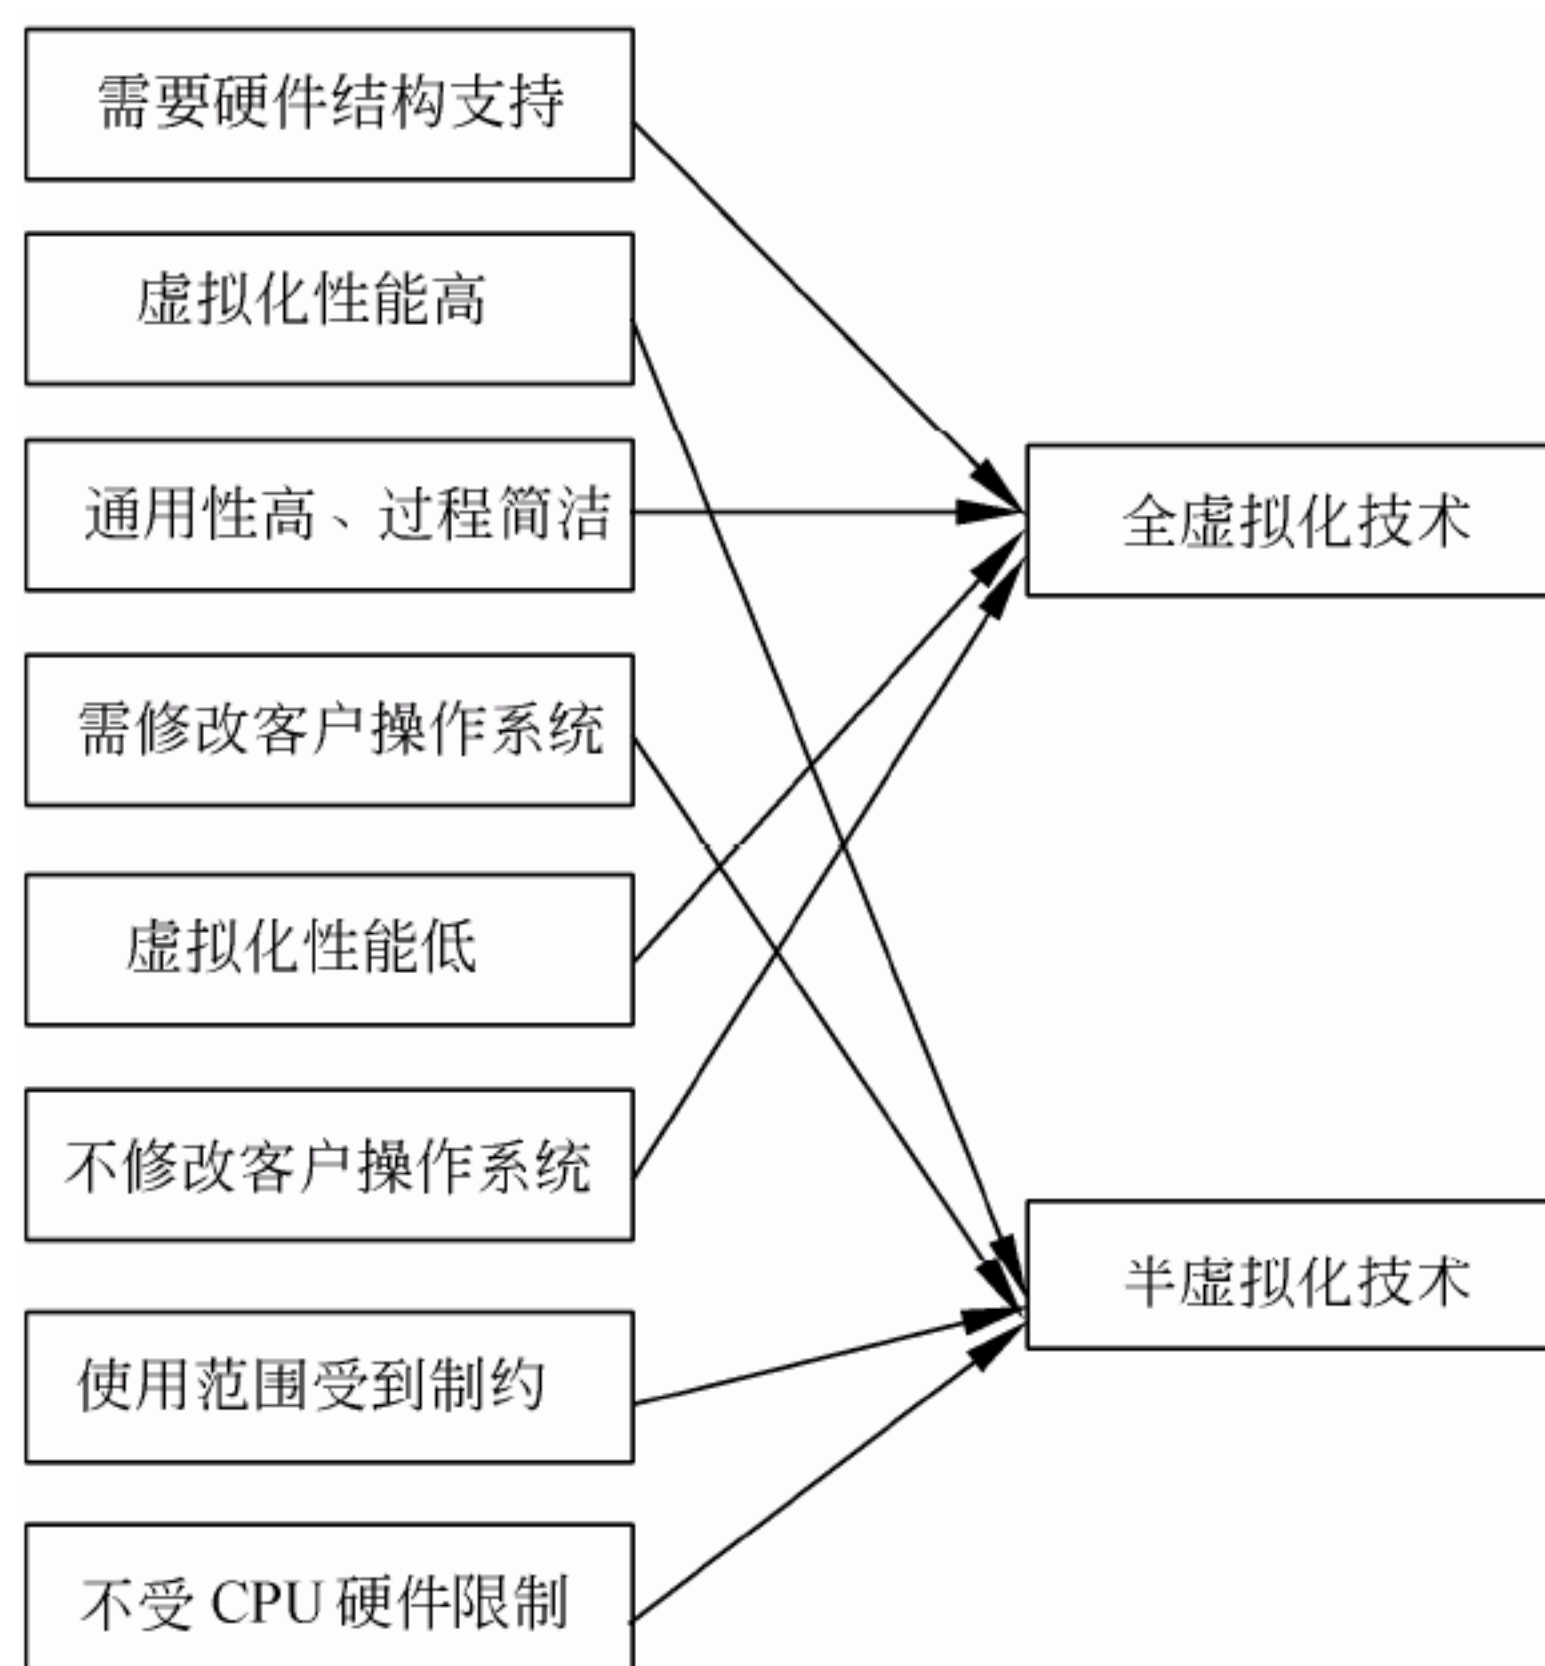 需要硬件结构支持
虚拟化性能高
通用性高、过程简洁
全虚拟化技术
需修改客户操作系统
虚拟化性能低
不修改客户操作系统
半虚拟化技术
使用范围受到制约
不受 CPU 硬件限制